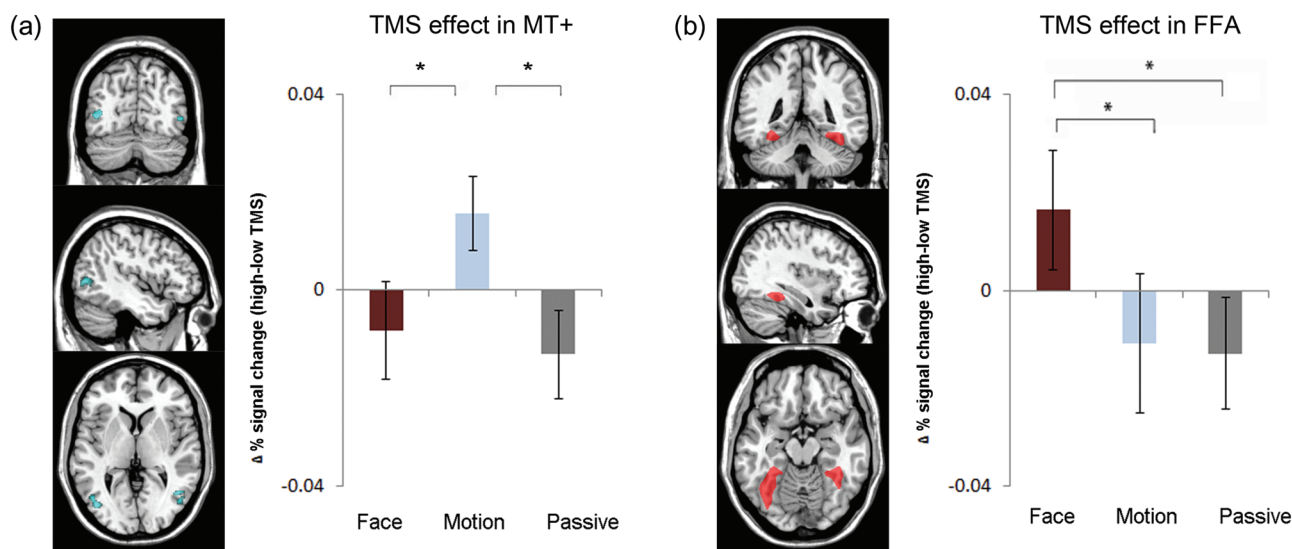 (a)
TMS effect in MT+
*
*
0.04
0
-0.04
Δ % signal change (high-low TMS)
Face Motion Passive
(b)
TMS effect in FFA
*
*
0.04
0
-0.04
Δ % signal change (high-low TMS)
Face Motion Passive